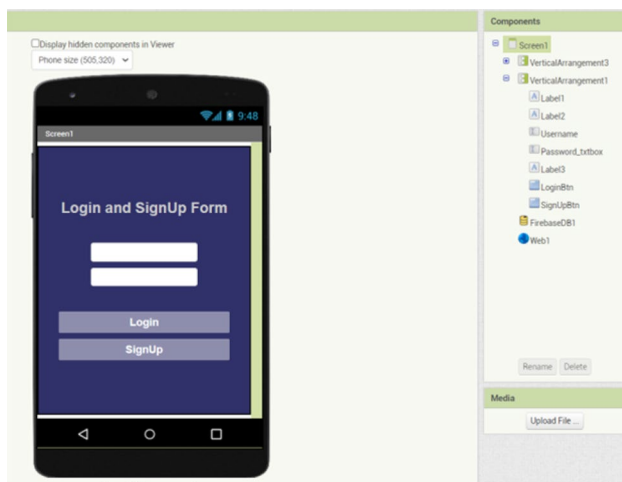 Components
Display hidden components in Viewer
Phone size (505,320)
9:48
Screen1
Login and SignUp Form
Login
SignUp
Screen1
VerticalArrangement3
VerticalArrangement1
A Label1
A Label2
Username
Password_txtbox
A Label3
LoginBtn
SignUpBtn
FirebaseDB1
Web1
Rename Delete
Media
Upload File ...